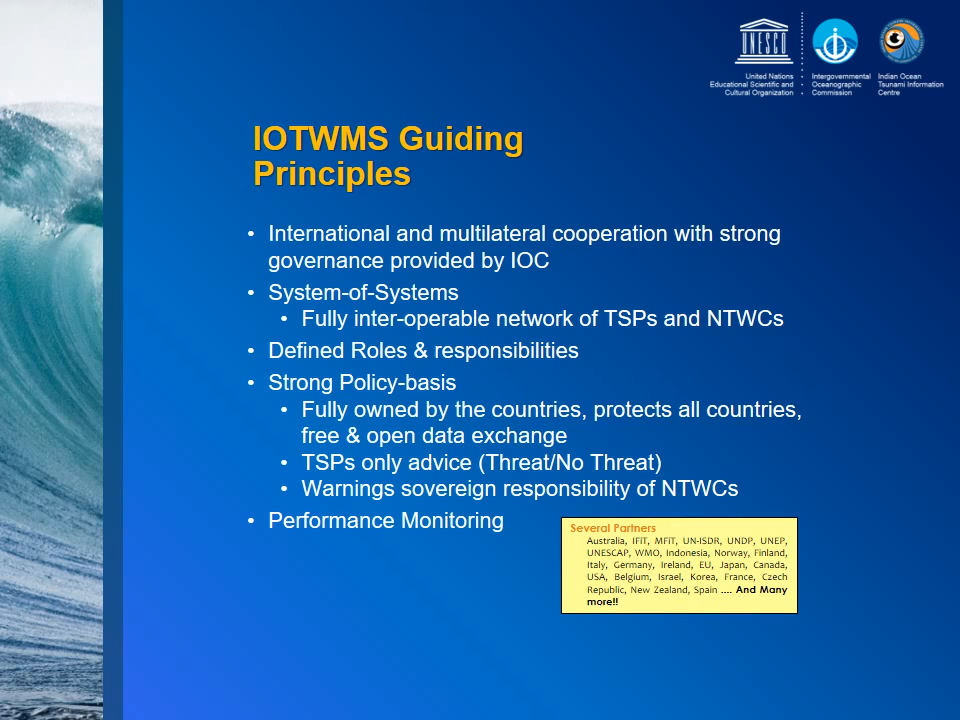 UNESCO
United Nations
Educational Scientific and
Cultural Organization
Intergovernmental
Oceanographic
Commission
Indian Ocean
Tsunami Information
Centre
IOTWMS Guiding
Principles
• International and multilateral cooperation with strong
governance provided by IOC
• System-of-Systems
• Fully inter-operable network of TSPs and NTWCs
• Defined Roles & responsibilities
• Strong Policy-basis
• Fully owned by the countries, protects all countries,
free & open data exchange
• TSPs only advice (Threat/No Threat)
• Warnings sovereign responsibility of NTWCs
• Performance Monitoring
Several Partners
Australia, IFiT, MFiT, UN-ISDR, UNDP, UNEP,
UNESCAP, WMO, Indonesia, Norway, Finland,
Italy, Germany, Ireland, EU, Japan, Canada,
USA, Belgium, Israel, Korea, France, Czech
Republic, New Zealand, Spain .... And Many
more!!